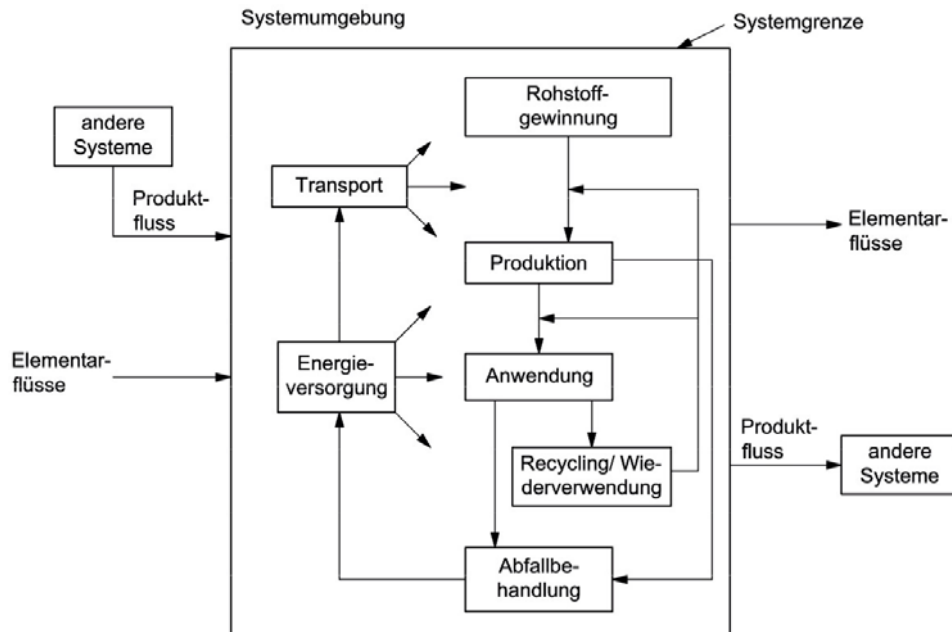 Systemumgebung
Systemgrenze
andere
Systeme
Produkt-
fluss
Elementar-
flüsse
Rohstoff-
gewinnung
Transport
Produktion
Energie-
versorgung
Anwendung
Recycling/ Wie-
derverwendung
Abfallbe-
handlung
Elementar-
flüsse
Produkt-
fluss
andere
Systeme